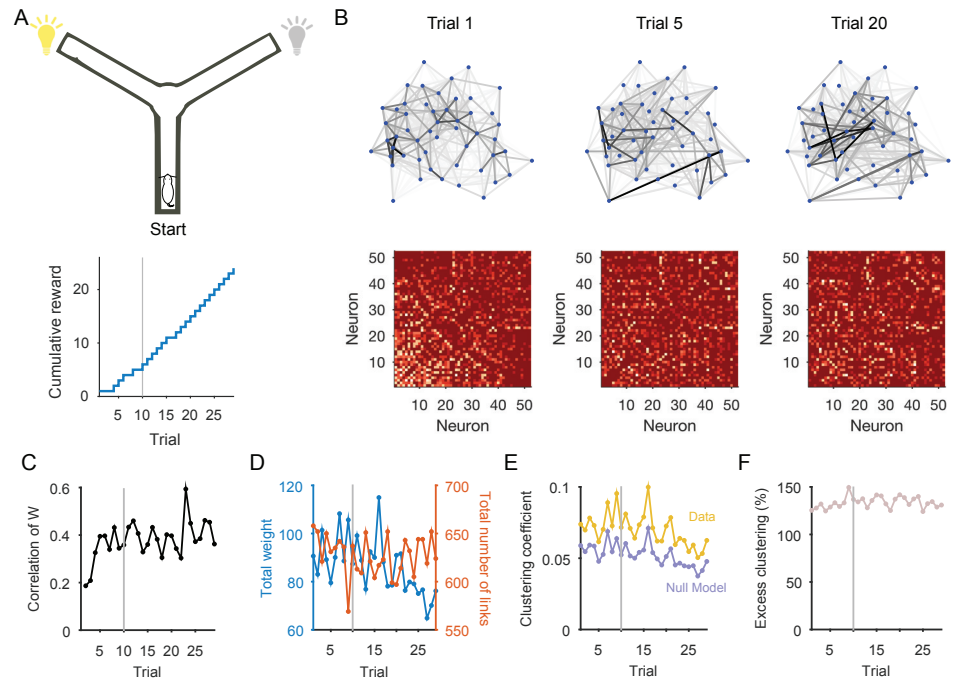 A
Start
Cumulative reward
20
10
0
5 10 15 20 25
Trial
B
Trial 1 Trial 5 Trial 20
Neuron
50
40
30
20
10
10 20 30 40 50
Neuron
Neuron
50
40
30
20
10
10 20 30 40 50
Neuron
Neuron
50
40
30
20
10
10 20 30 40 50
Neuron
C
Correlation of W
0.6
0.4
0.2
0
5 10 15 20 25
Trial
D
Total weight
120
100
80
60
Total number of links
700
650
600
550
5 15 25
Trial
E
Clustering coefficient
0.1
0.05
0
Data
Null Model
5 15 25
Trial
F
Excess clustering (%)
150
100
50
0
5 15 25
Trial